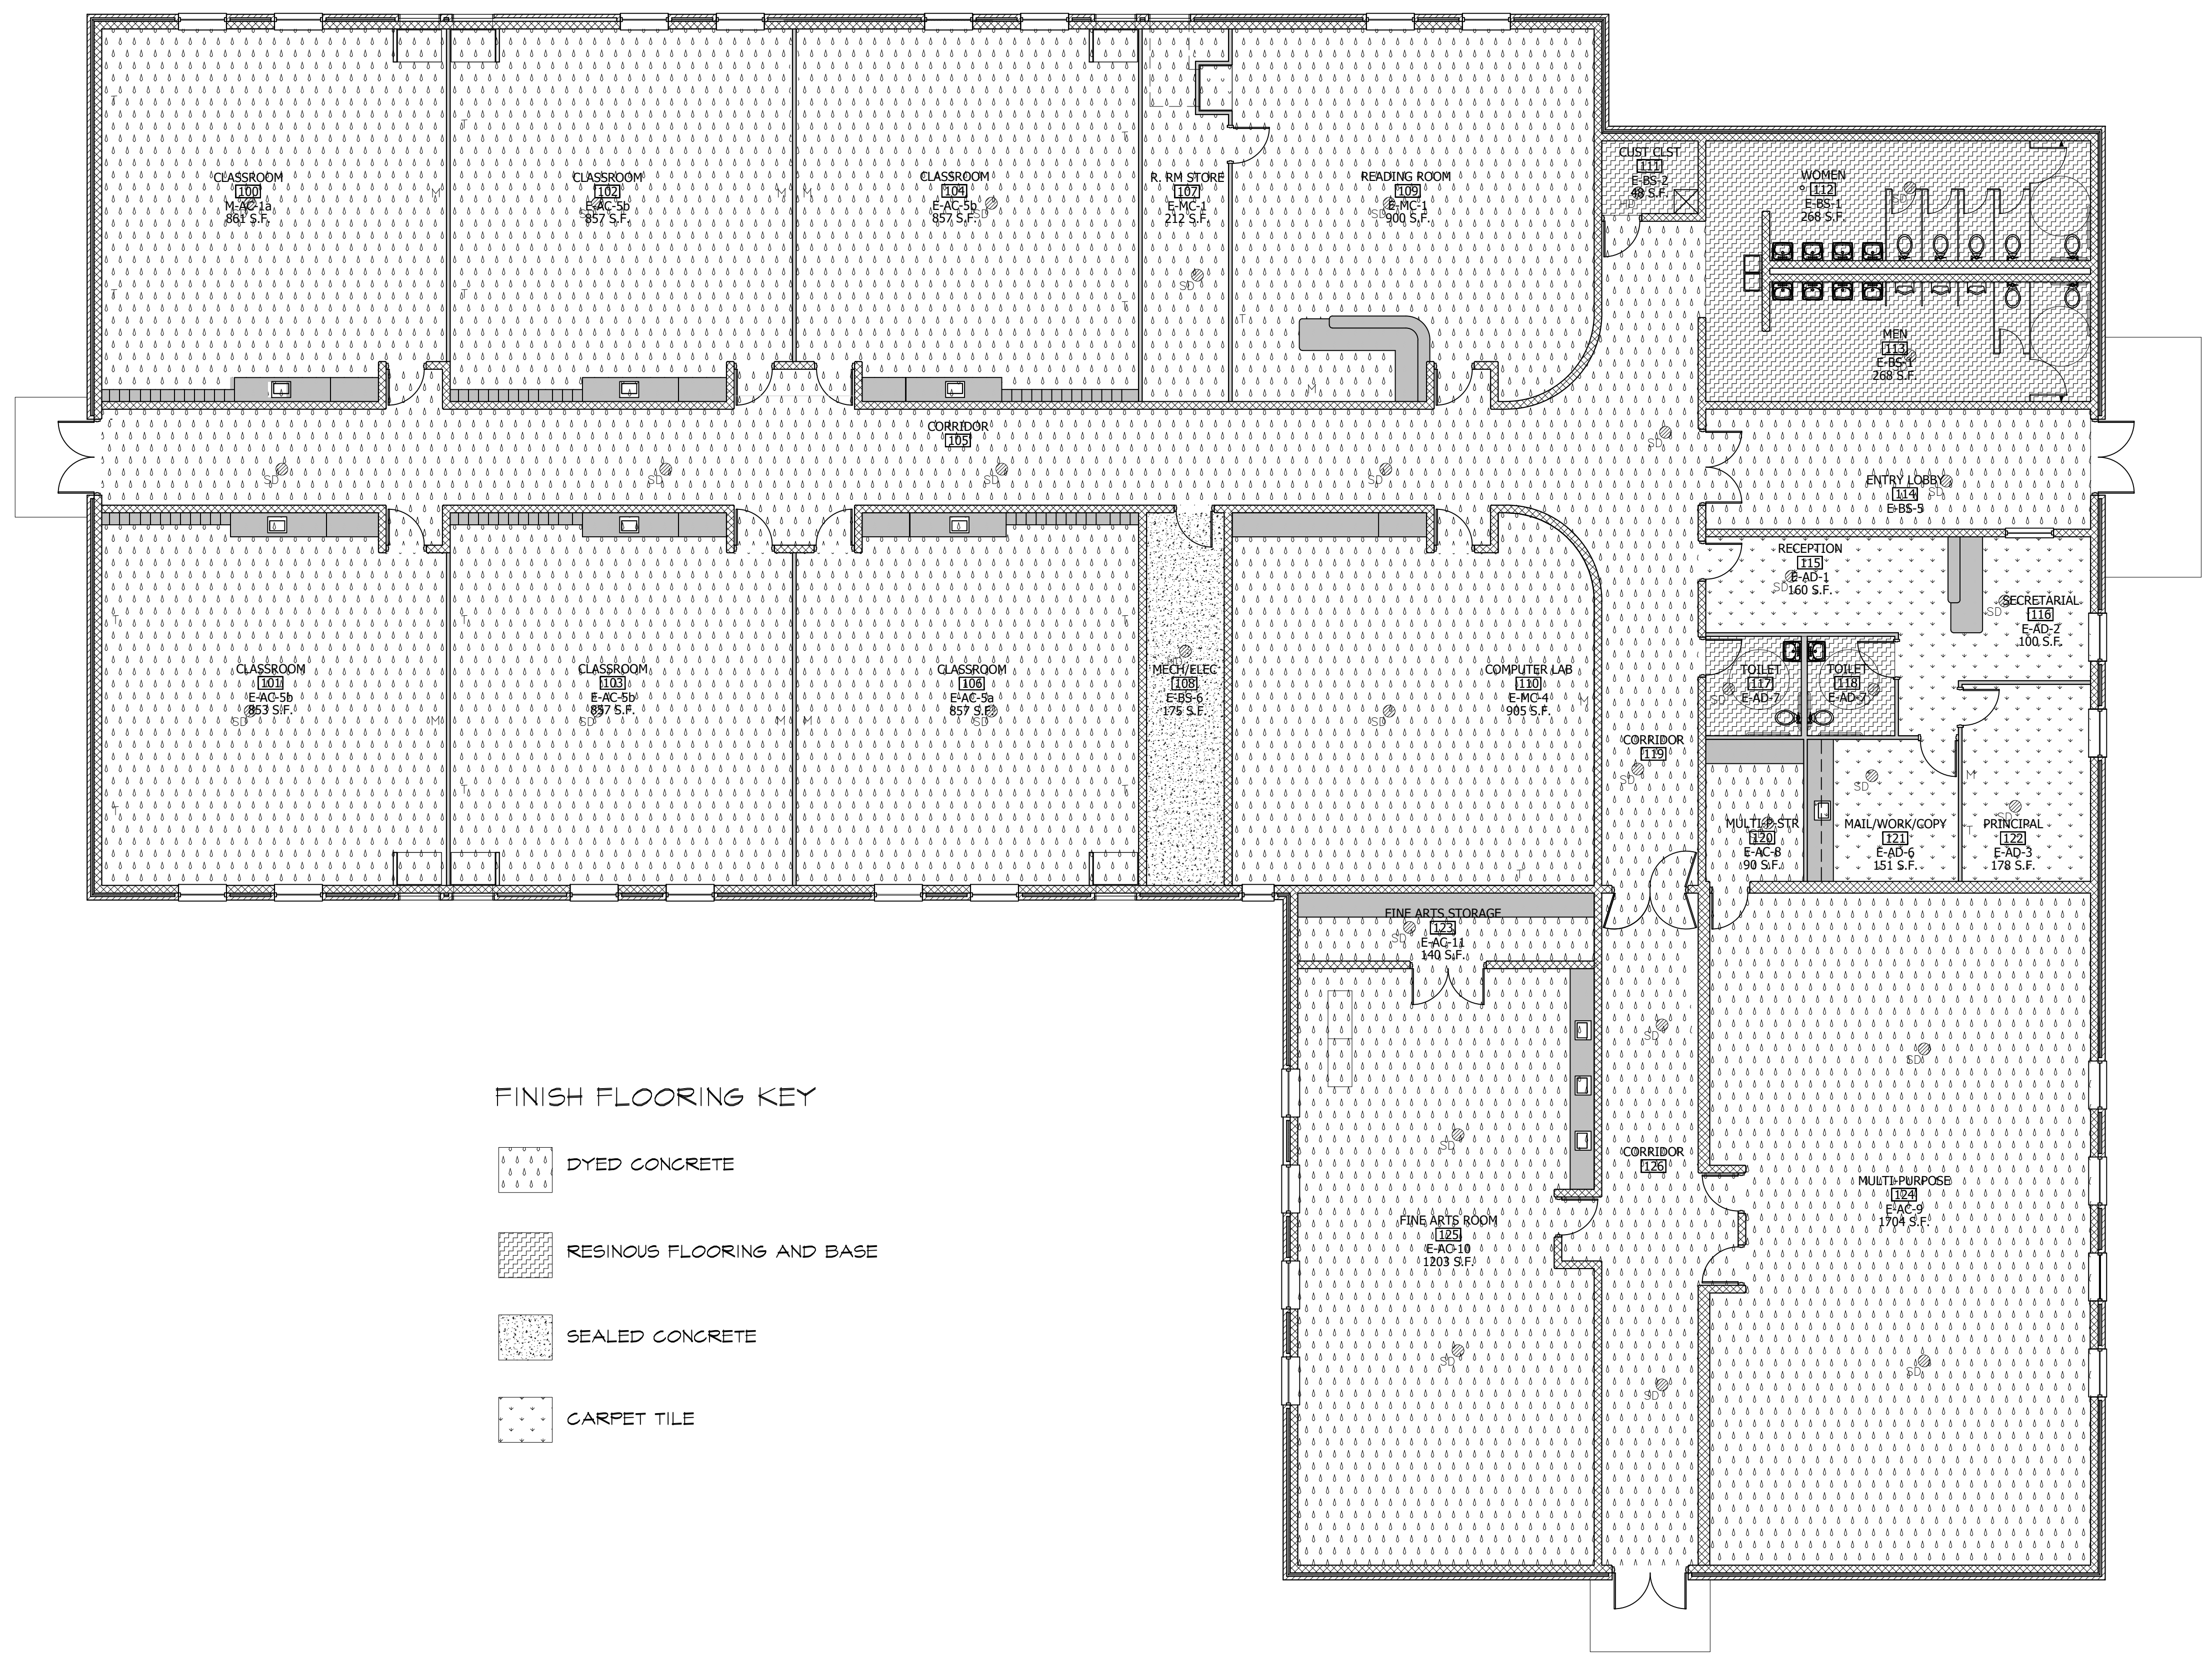 CLASSROOM
100
M-AC-1a
861 S.F.
CLASSROOM
102
E-AC-5b
857 S.F.
CLASSROOM
104
E-AC-5b
857 S.F.
R. RM STORE
107
E-MC-1
212 S.F.
READING ROOM
109
E-MC-1
900 S.F.
CUST CLST
111
E-BS-2
48 S.F.
WOMEN
112
E-BS-1
268 S.F.
MEN
113
E-BS-1
268 S.F.
CORRIDOR
105
ENTRY LOBBY
114
E-BS-5
RECEPTION
115
E-AD-1
160 S.F.
SECRETARIAL
116
E-AD-2
100 S.F.
CLASSROOM
101
E-AC-5b
853 S.F.
CLASSROOM
103
E-AC-5b
857 S.F.
CLASSROOM
106
E-AC-5a
857 S.F.
MECH/ELEC
108
E-BS-6
175 S.F.
COMPUTER LAB
110
E-MC-4
905 S.F.
TOILET
117
E-AD-7
TOILET
118
E-AD-7
CORRIDOR
119
MULTI-P STR
120
E-AC-8
90 S.F.
MAIL/WORK/COPY
121
E-AD-6
151 S.F.
PRINCIPAL
122
E-AD-3
178 S.F.
FINE ARTS STORAGE
123
E-AC-11
140 S.F.
CORRIDOR
126
MULTI-PURPOSE
124
E-AC-9
1704 S.F.
FINE ARTS ROOM
125
E-AC-10
1203 S.F.
FINISH FLOORING KEY
DYED CONCRETE
RESINOUS FLOORING AND BASE
SEALED CONCRETE
CARPET TILE